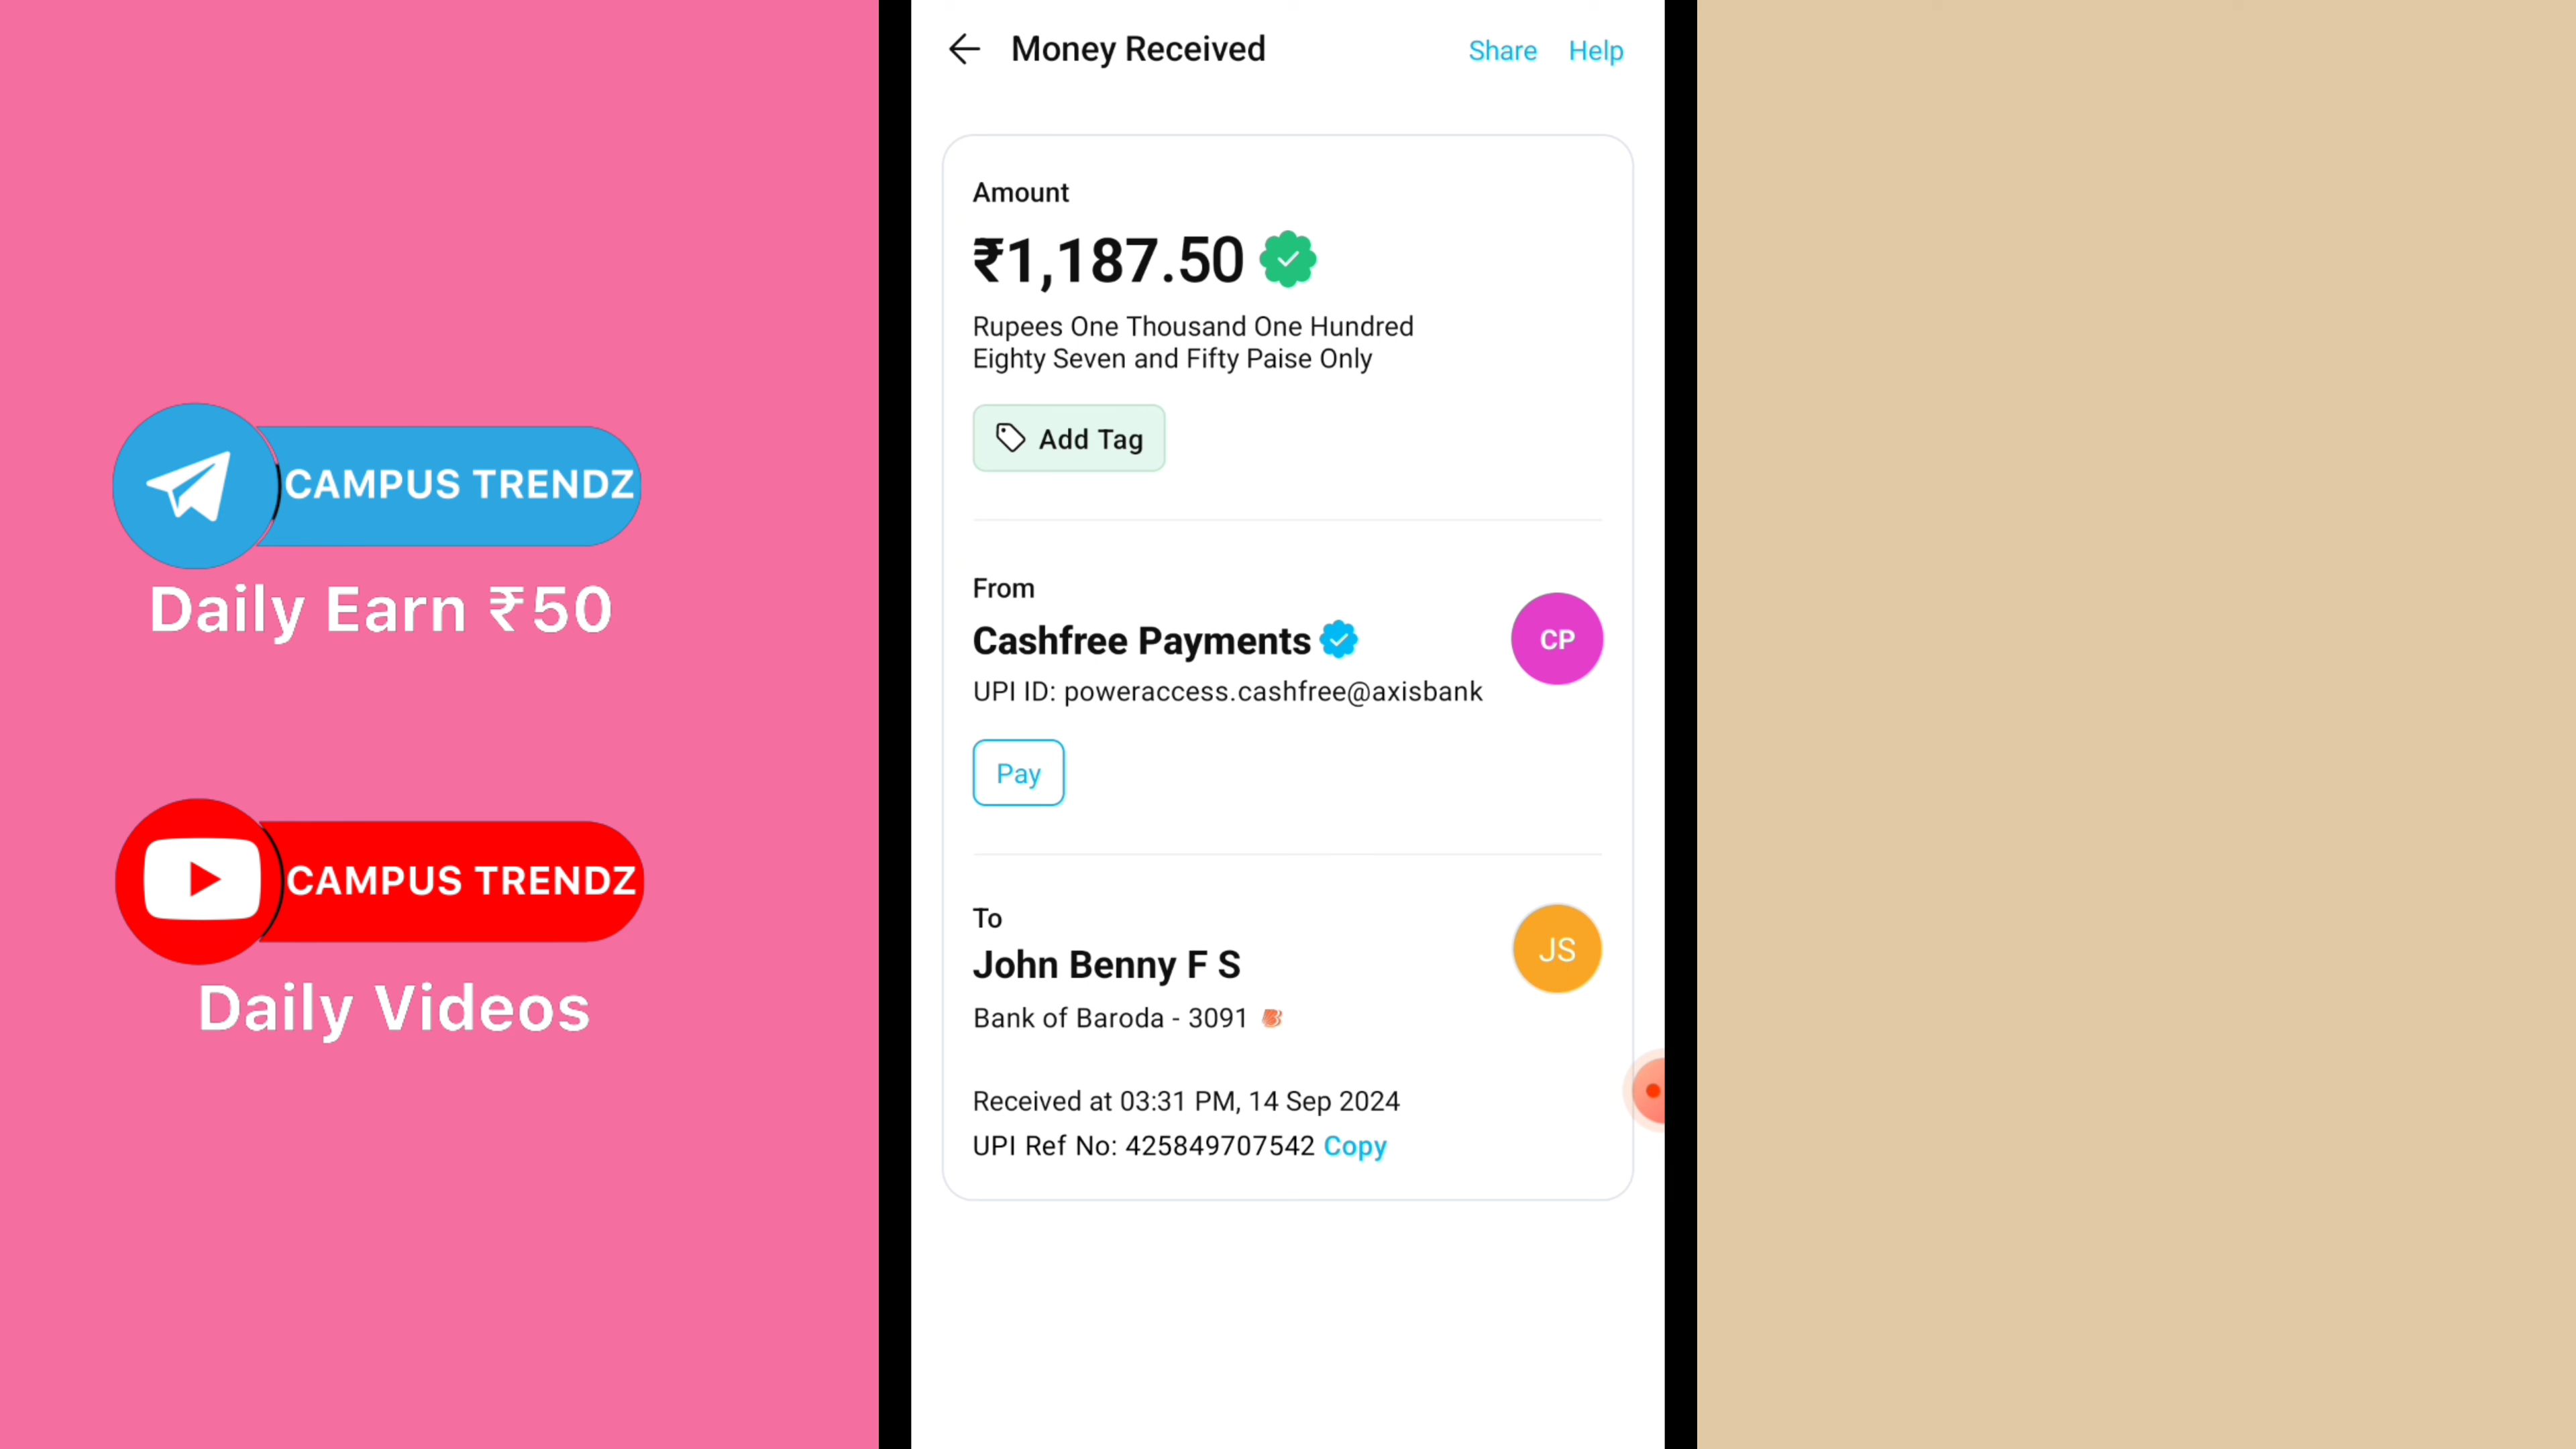 CAMPUS TRENDZ
Daily Earn ₹50
CAMPUS TRENDZ
Daily Videos
Money Received
Share
Help
Amount
₹1,187.50
Rupees One Thousand One Hundred
Eighty Seven and Fifty Paise Only
Add Tag
From
Cashfree Payments
CP
UPI ID: poweraccess.cashfree@axisbank
Pay
To
John Benny F S
JS
Bank of Baroda - 3091
Received at 03:31 PM, 14 Sep 2024
UPI Ref No: 425849707542 Copy